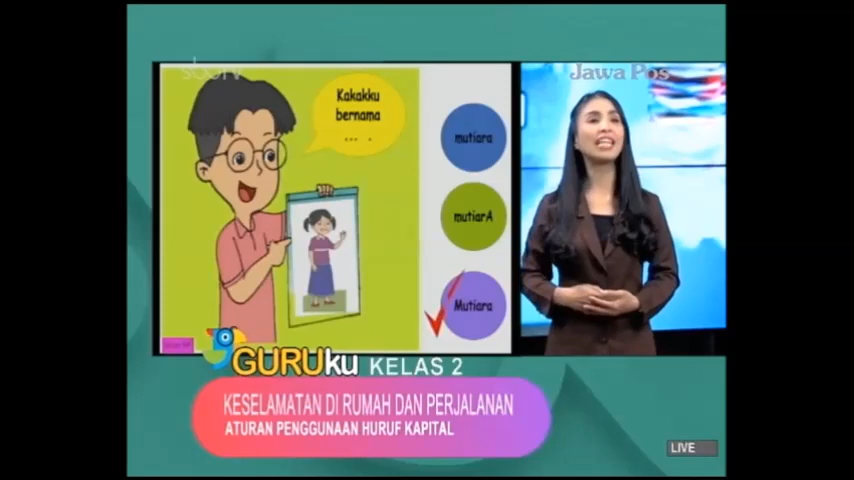 sbotv
Jawa Pos
Kakakku
bernama
... .
mutiara
mutiarA
Mutiara
GURUku KELAS 2
KESELAMATAN DI RUMAH DAN PERJALANAN
ATURAN PENGGUNAAN HURUF KAPITAL
LIVE